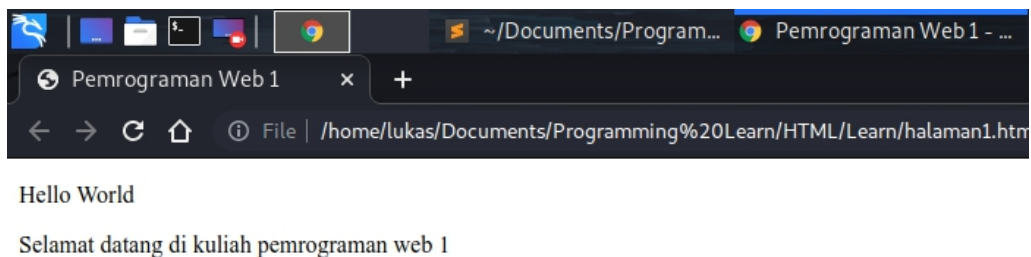 ~/Documents/Program... Pemrograman Web 1 - ...
Pemrograman Web 1
File /home/lukas/Documents/Programming%20Learn/HTML/Learn/halaman1.htm
Hello World
Selamat datang di kuliah pemrograman web 1